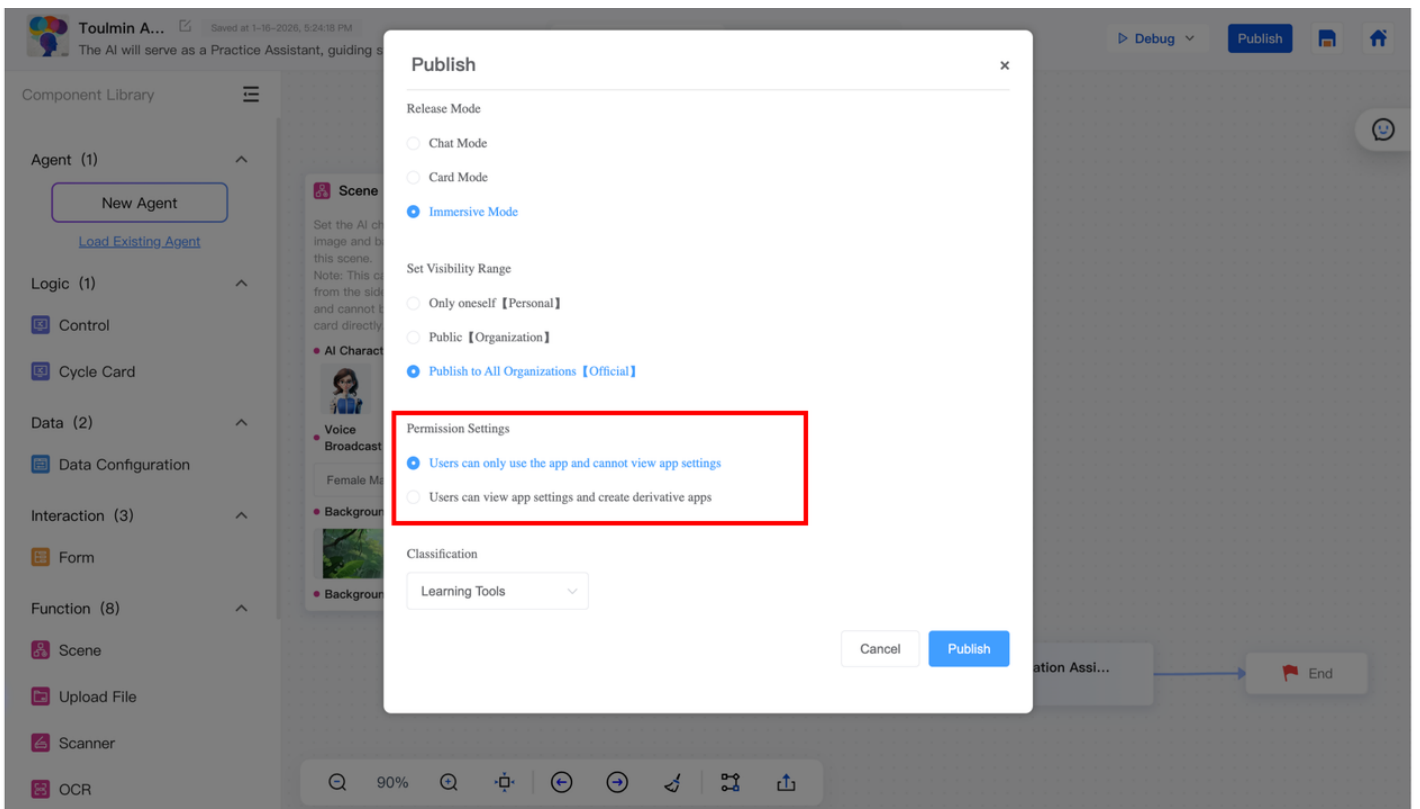 Toulmin A...
Saved at 1-16-2026, 5:24:18 PM
The AI will serve as a Practice Assistant, guiding s
Debug
Publish
Component Library
Agent (1)
New Agent
Load Existing Agent
Logic (1)
Control
Cycle Card
Data (2)
Data Configuration
Interaction (3)
Form
Function (8)
Scene
Upload File
Scanner
OCR
Scene
Set the AI ch
image and b
this scene.
Note: This ca
from the side
and cannot b
card directly
AI Charact
Voice
Broadcast
Female Ma
Backgroun
Backgroun
Publish
Release Mode
Chat Mode
Card Mode
Immersive Mode
Set Visibility Range
Only oneself【Personal】
Public【Organization】
Publish to All Organizations【Official】
Permission Settings
Users can only use the app and cannot view app settings
Users can view app settings and create derivative apps
Classification
Learning Tools
Cancel
Publish
ation Assi...
End
90%